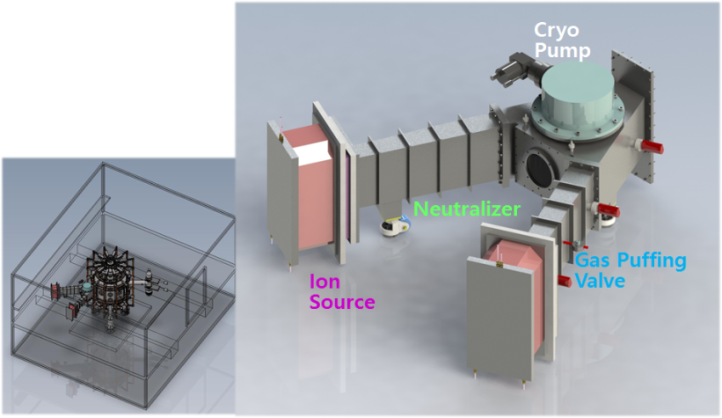 Cryo
Pump
Neutralizer
Gas Puffing
Valve
Ion
Source